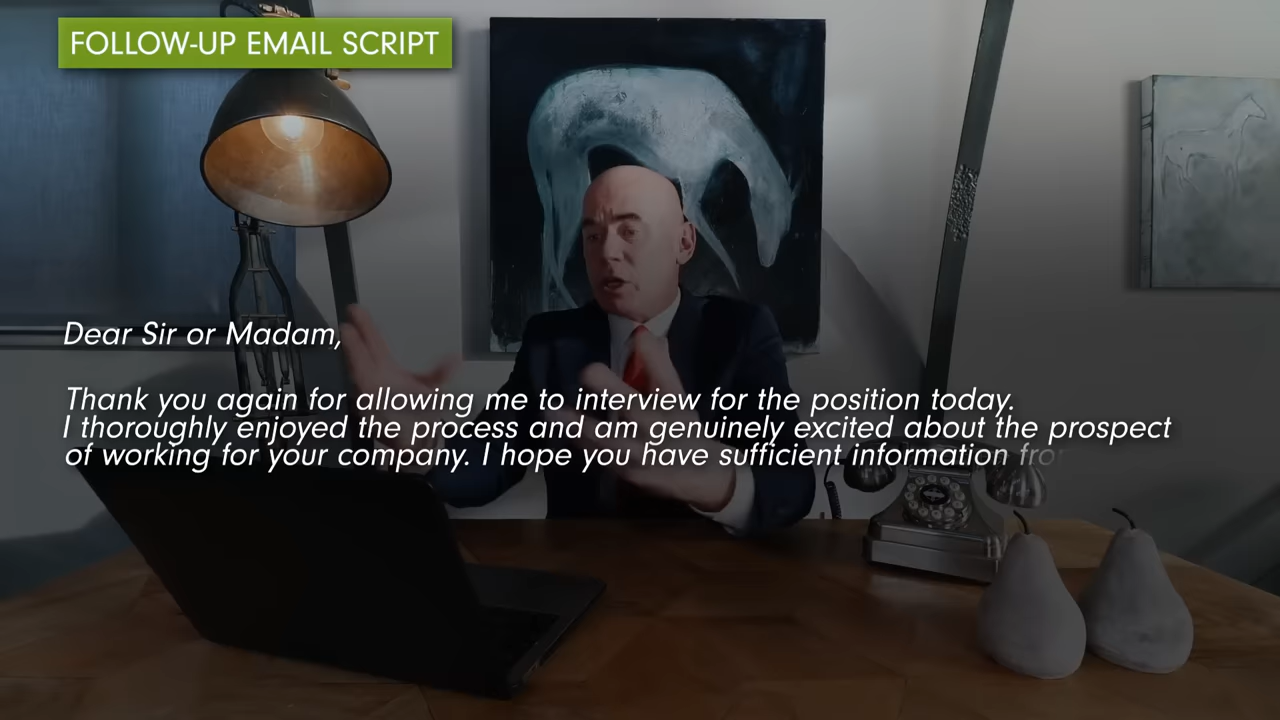 FOLLOW-UP EMAIL SCRIPT
Dear Sir or Madam,
Thank you again for allowing me to interview for the position today.
I thoroughly enjoyed the process and am genuinely excited about the prospect
of working for your company. I hope you have sufficient information